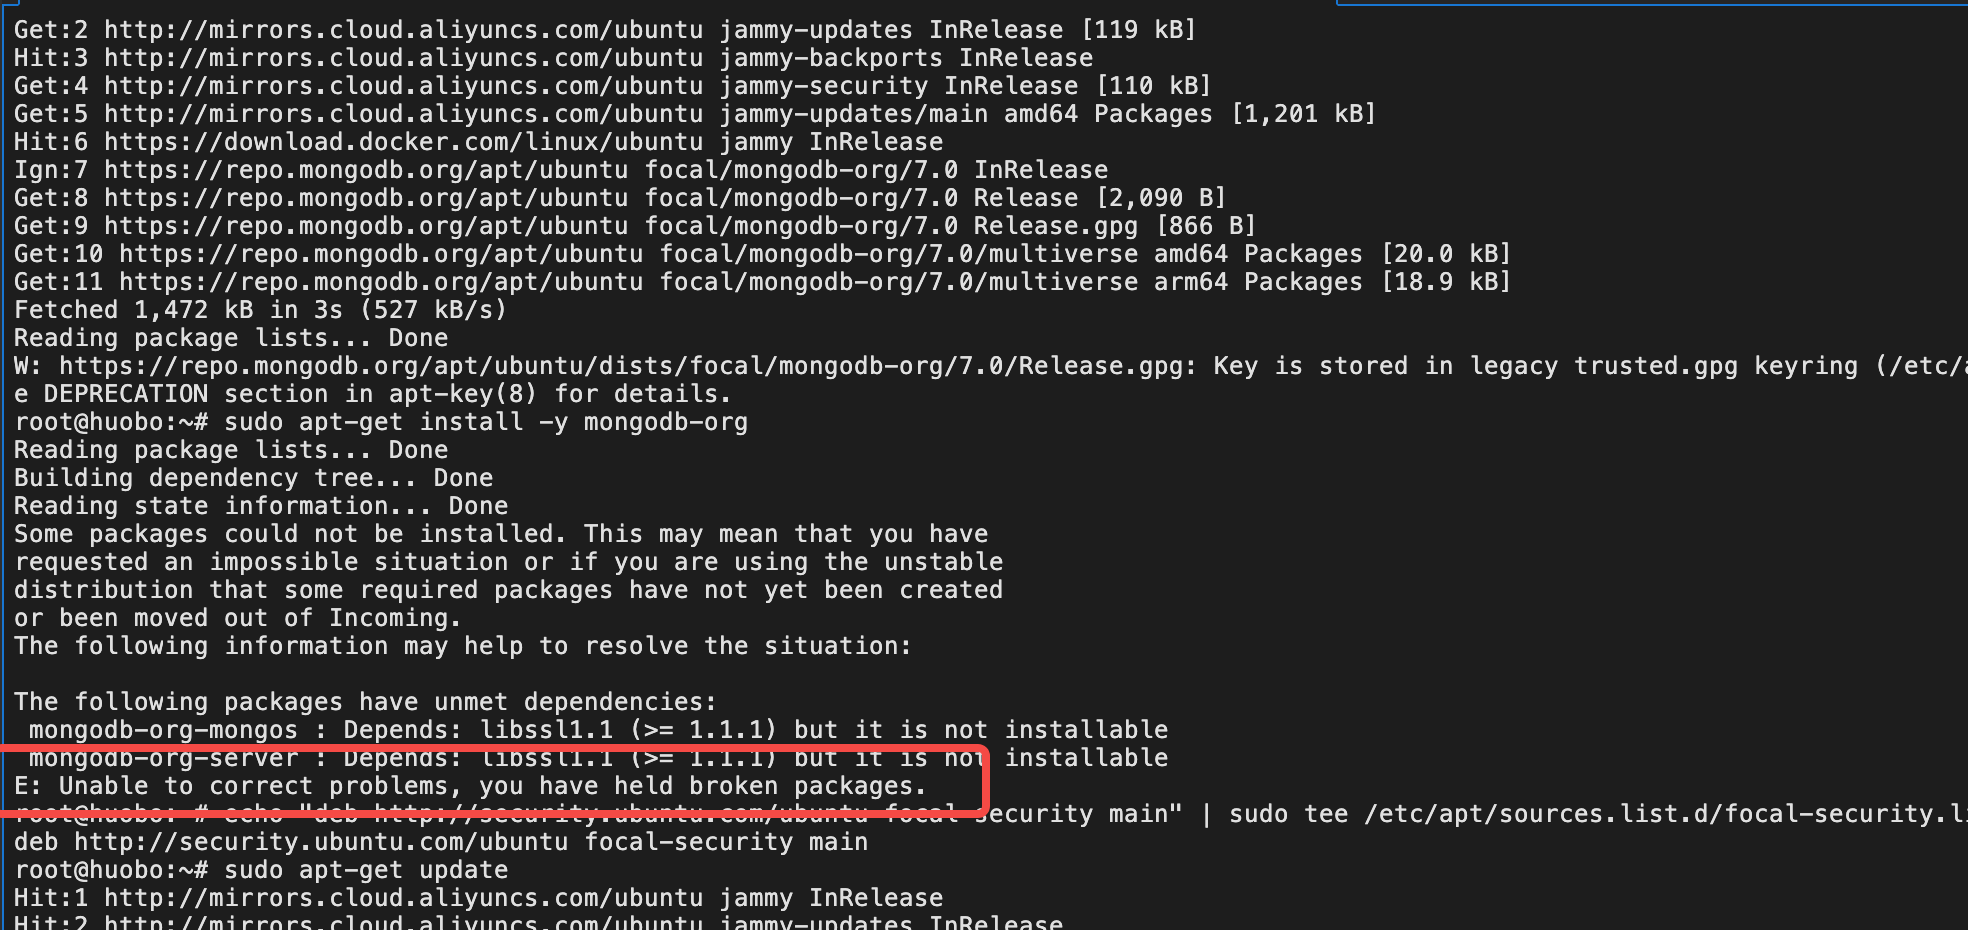 Get:2 http://mirrors.cloud.aliyuncs.com/ubuntu jammy-updates InRelease [119 kB]
Hit:3 http://mirrors.cloud.aliyuncs.com/ubuntu jammy-backports InRelease
Get:4 http://mirrors.cloud.aliyuncs.com/ubuntu jammy-security InRelease [110 kB]
Get:5 http://mirrors.cloud.aliyuncs.com/ubuntu jammy-updates/main amd64 Packages [1,201 kB]
Hit:6 https://download.docker.com/linux/ubuntu jammy InRelease
Ign:7 https://repo.mongodb.org/apt/ubuntu focal/mongodb-org/7.0 InRelease
Get:8 https://repo.mongodb.org/apt/ubuntu focal/mongodb-org/7.0 Release [2,090 B]
Get:9 https://repo.mongodb.org/apt/ubuntu focal/mongodb-org/7.0 Release.gpg [866 B]
Get:10 https://repo.mongodb.org/apt/ubuntu focal/mongodb-org/7.0/multiverse amd64 Packages [20.0 kB]
Get:11 https://repo.mongodb.org/apt/ubuntu focal/mongodb-org/7.0/multiverse arm64 Packages [18.9 kB]
Fetched 1,472 kB in 3s (527 kB/s)
Reading package lists... Done
W: https://repo.mongodb.org/apt/ubuntu/dists/focal/mongodb-org/7.0/Release.gpg: Key is stored in legacy trusted.gpg keyring (/etc/
e DEPRECATION section in apt-key(8) for details.
root@huobo:~# sudo apt-get install -y mongodb-org
Reading package lists... Done
Building dependency tree... Done
Reading state information... Done
Some packages could not be installed. This may mean that you have
requested an impossible situation or if you are using the unstable
distribution that some required packages have not yet been created
or been moved out of Incoming.
The following information may help to resolve the situation:
The following packages have unmet dependencies:
mongodb-org-mongos : Depends: libssl1.1 (>= 1.1.1) but it is not installable
mongodb-org-server : Depends: libssl1.1 (>= 1.1.1) but it is not installable
E: Unable to correct problems, you have held broken packages.
root@huobo:~# echo "deb http://security.ubuntu.com/ubuntu focal-security main" | sudo tee /etc/apt/sources.list.d/focal-security.l
deb http://security.ubuntu.com/ubuntu focal-security main
root@huobo:~# sudo apt-get update
Hit:1 http://mirrors.cloud.aliyuncs.com/ubuntu jammy InRelease
Hit:2 http://mirrors.cloud.aliyuncs.com/ubuntu jammy-updates InRelease